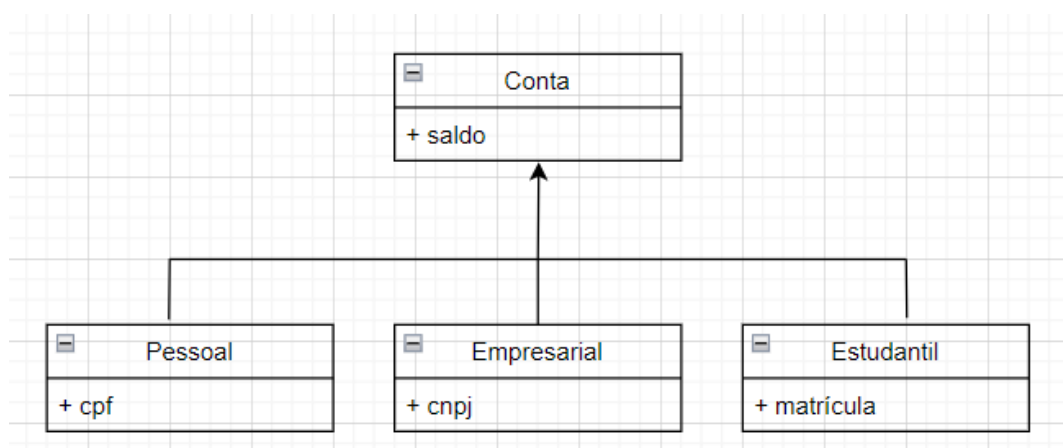 Conta
+ saldo
Pessoal
+ cpf
Empresarial
+ cnpj
Estudantil
+ matrícula